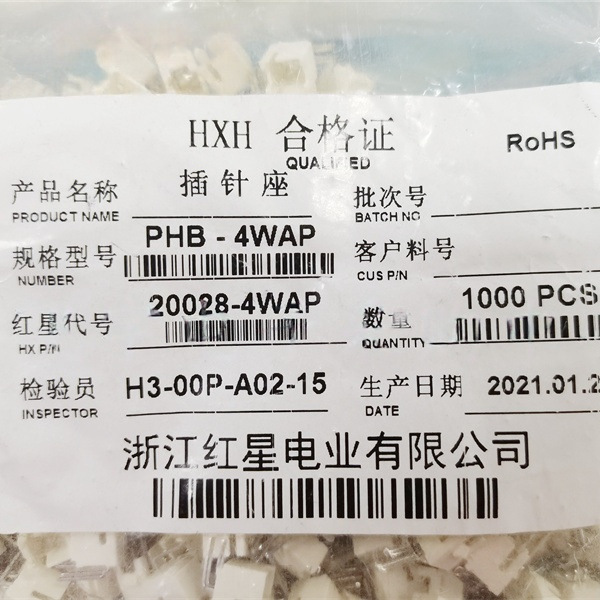 HXH 合格证 RoHS
QUALIFIED
产品名称 插针座 批次号
PRODUCT NAME BATCH NO
规格型号 PHB - 4WAP 客户料号
NUMBER CUS P/N
红星代号 20028-4WAP 数量 1000 PCS
HX P/N QUANTITY
检验员 H3-00P-A02-15 生产日期 2021.01.2
INSPECTOR DATE
浙江红星电业有限公司